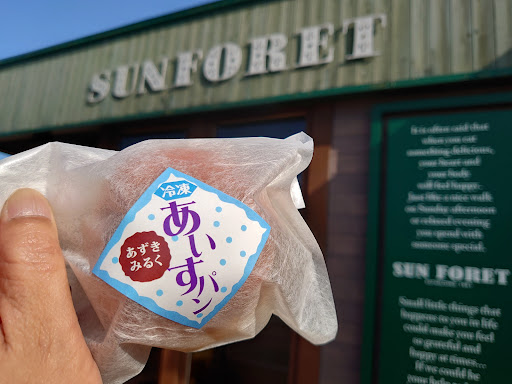 SUNFORET
冷凍
あいすパン
あずき
みるく
It is often said that
when you eat
something delicious,
your heart and
your body
will feel happy.
Just like a nice walk
on Sunday afternoon
or relaxed evening
you spend with
someone special.
SUN FORET
Small little things that
happens to you in life
could make you feel
so grateful and
happy at times...
If we could be